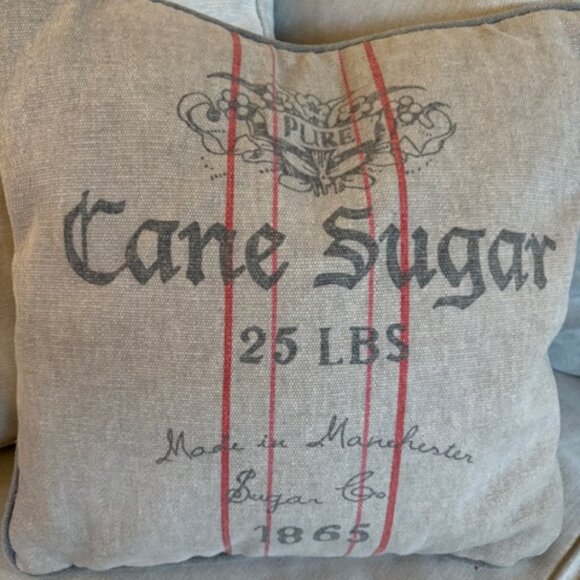 PURE
Cane Sugar
25 LBS
Made in Manchester
Sugar Co
1865